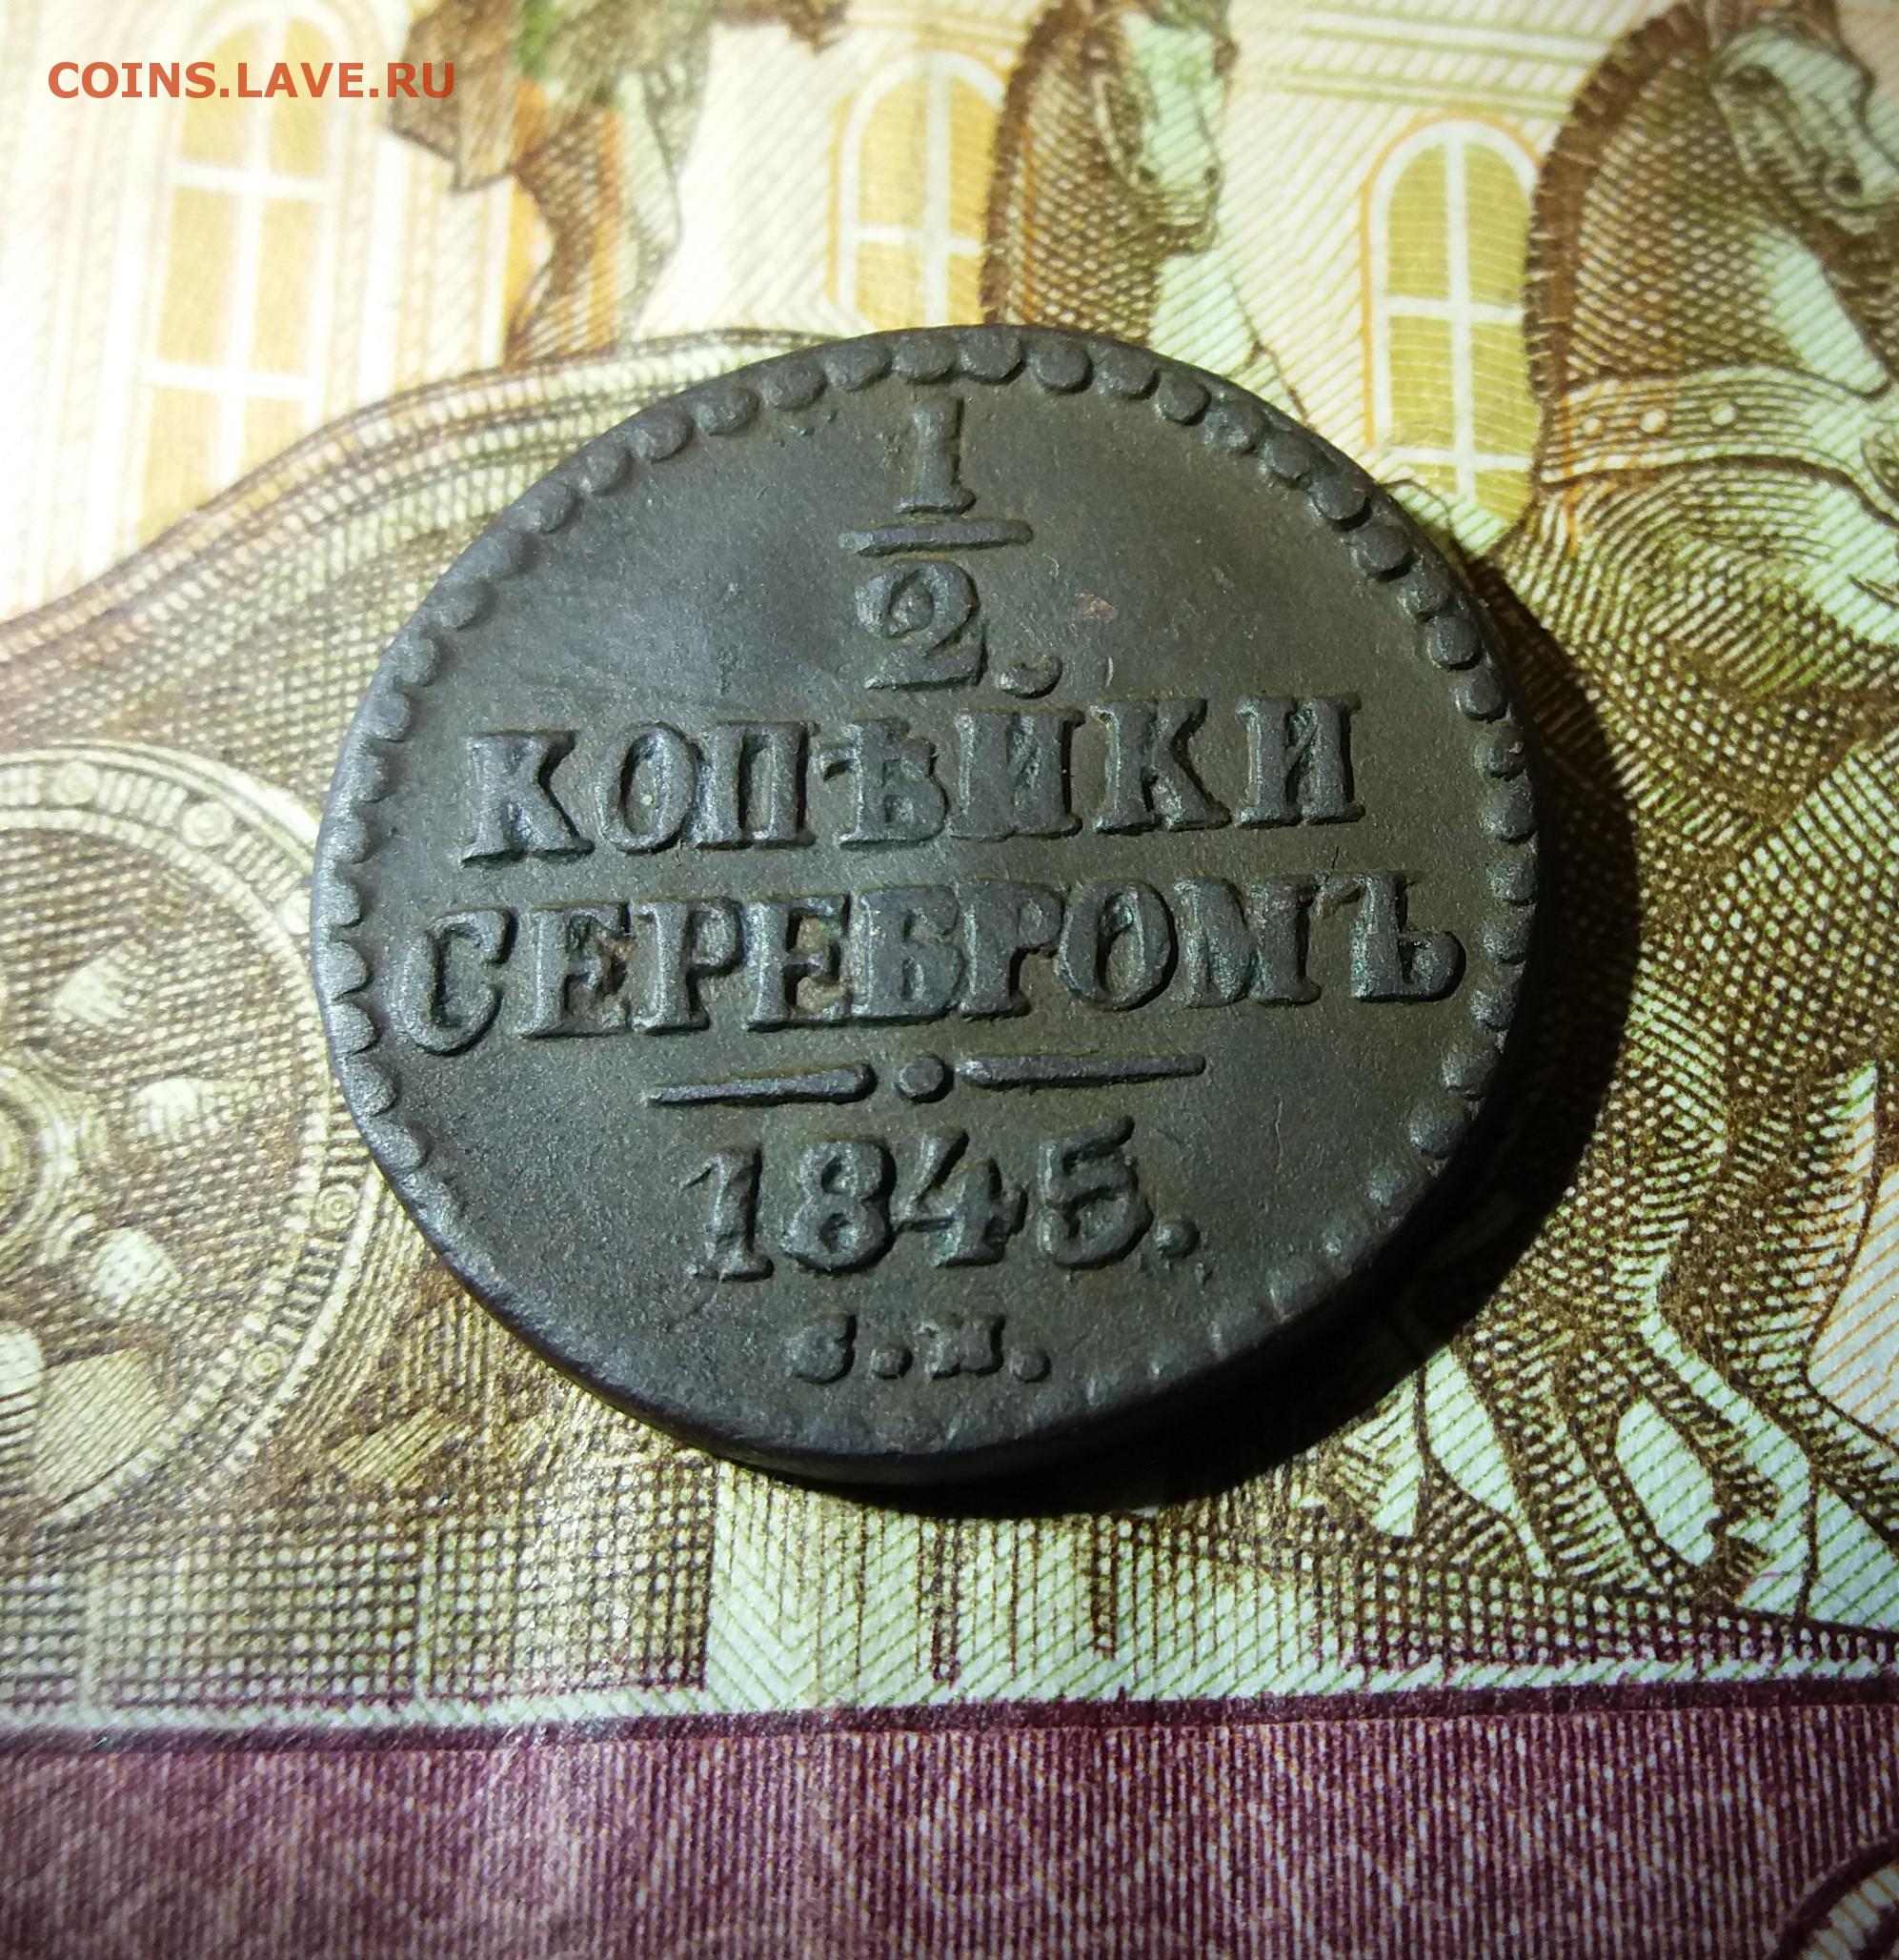 COINS.LAVE.RU
1
2.
КОПѢЙКИ
СЕРЕБРОМЪ
1845.
С.М.